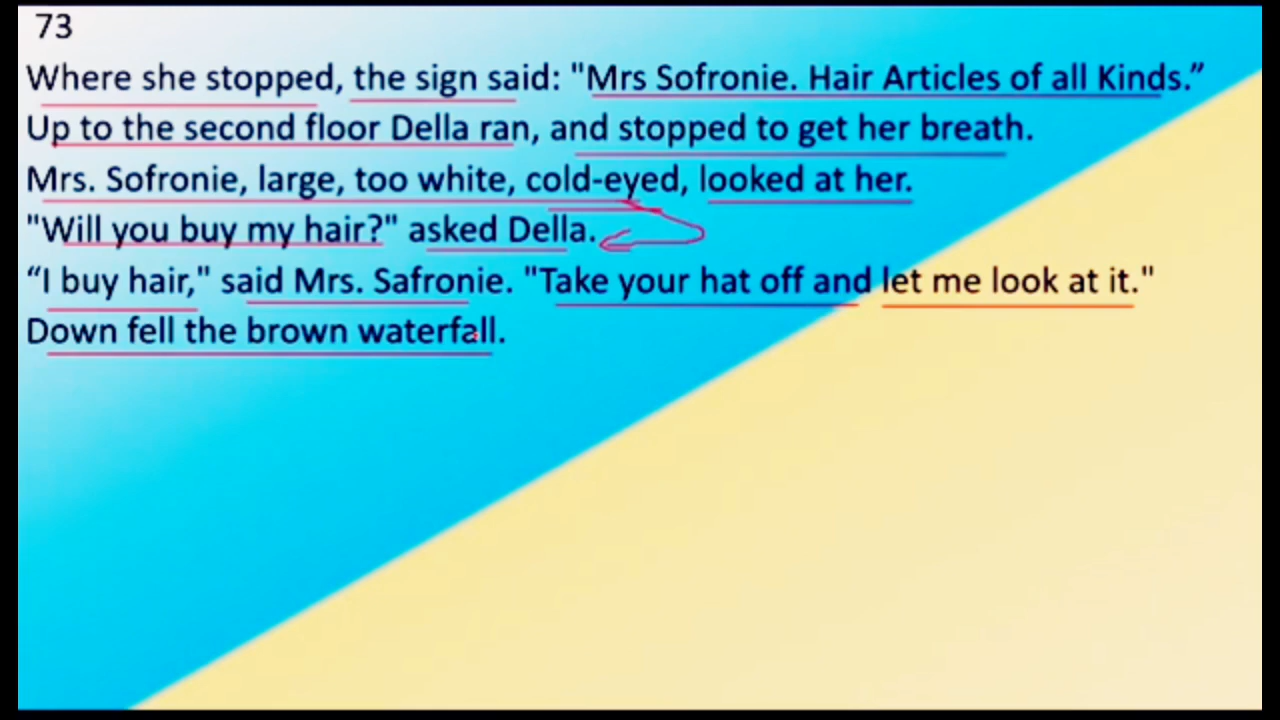 73
Where she stopped, the sign said: "Mrs Sofronie. Hair Articles of all Kinds.”
Up to the second floor Della ran, and stopped to get her breath.
Mrs. Sofronie, large, too white, cold-eyed, looked at her.
"Will you buy my hair?" asked Della.
“I buy hair," said Mrs. Safronie. "Take your hat off and let me look at it."
Down fell the brown waterfall.